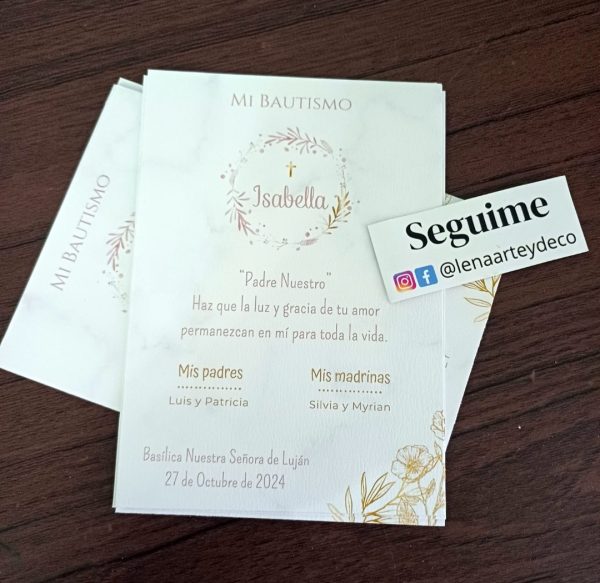 MI BAUTISMO
Isabella
"Padre Nuestro"
Haz que la luz y gracia de tu amor
permanezcan en mí para toda la vida.
Mis padres
Luis y Patricia
Mis madrinas
Silvia y Myrian
Basílica Nuestra Señora de Luján
27 de Octubre de 2024
Seguime
@lenaarteydeco
MI BAUTISMO